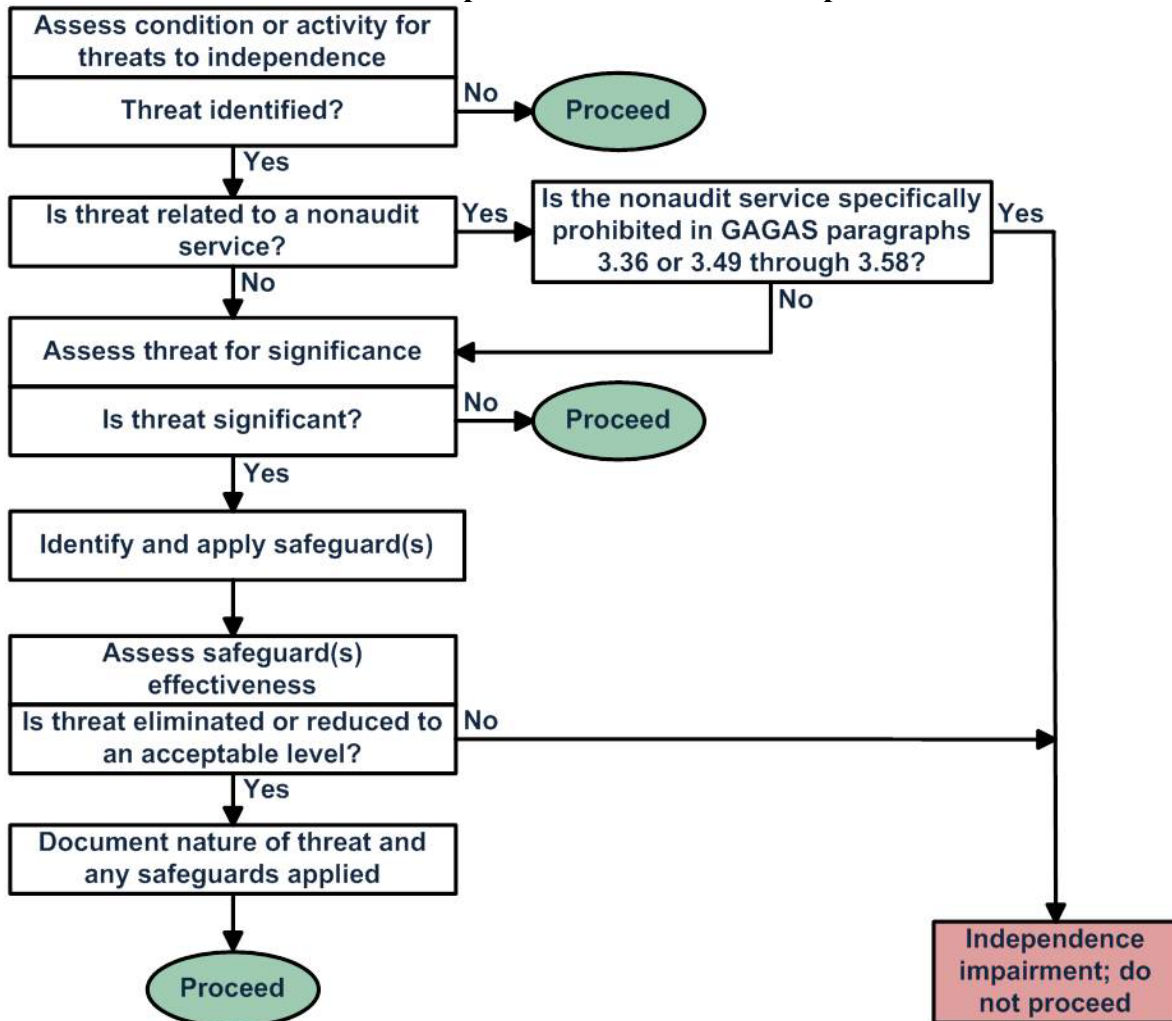 Assess condition or activity for
threats to independence
Threat identified?
No
Proceed
Yes
Is threat related to a nonaudit
service?
Yes
Is the nonaudit service specifically
prohibited in GAGAS paragraphs
3.36 or 3.49 through 3.58?
Yes
No
No
Assess threat for significance
Is threat significant?
No
Proceed
Yes
Identify and apply safeguard(s)
Assess safeguard(s)
effectiveness
Is threat eliminated or reduced to
an acceptable level?
No
Yes
Document nature of threat and
any safeguards applied
Proceed
Independence
impairment; do
not proceed